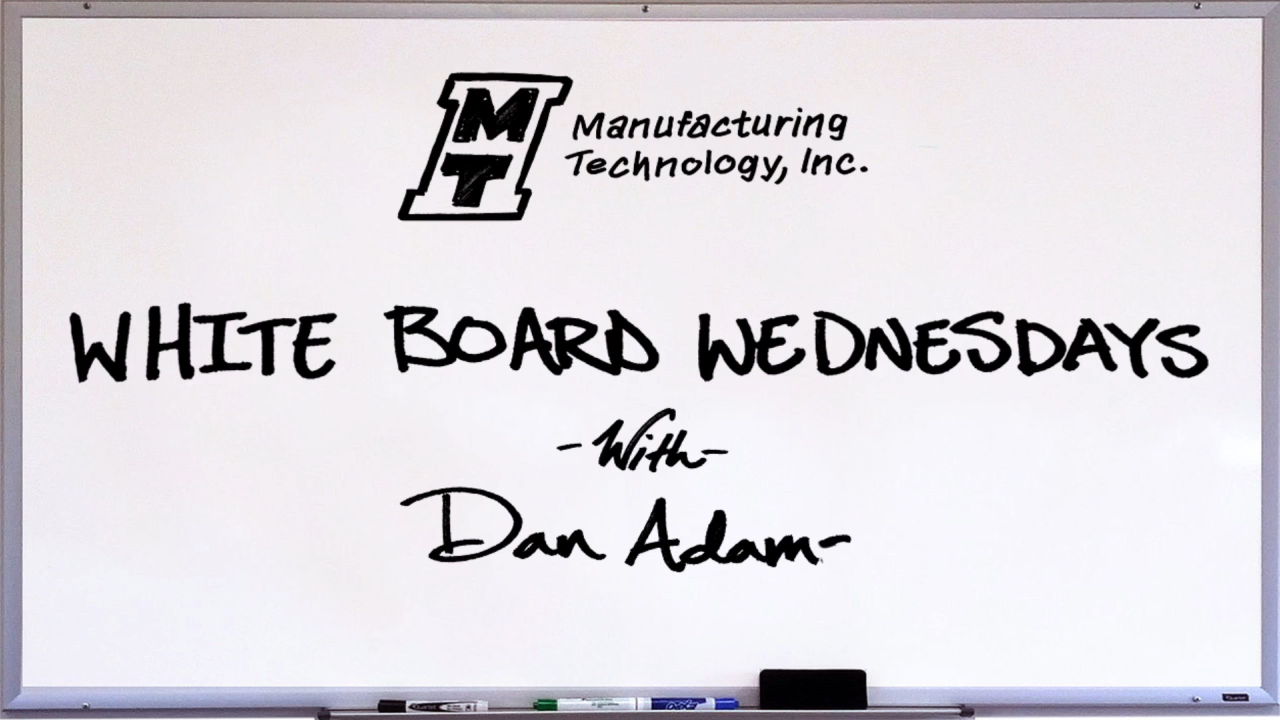 MT
Manufacturing
Technology, Inc.
WHITE BOARD WEDNESDAYS
-With-
Dan Adam-